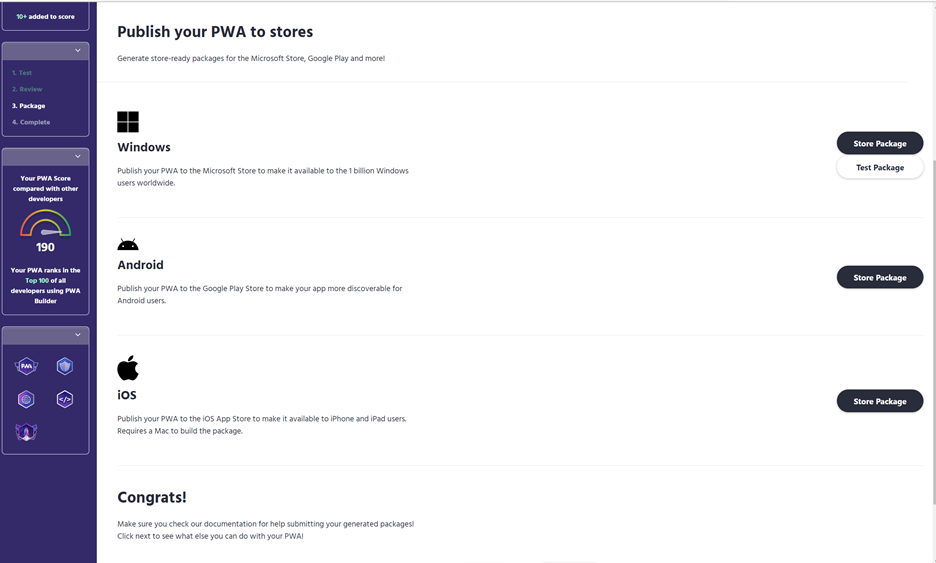 10+ added to score
1. Test
2. Review
3. Package
4. Complete
Your PWA Score
compared with other
developers
190
Your PWA ranks in the
Top 100 of all
developers using PWA
Builder
PWA
</>
Publish your PWA to stores
Generate store-ready packages for the Microsoft Store, Google Play and more!
Windows
Publish your PWA to the Microsoft Store to make it available to the 1 billion Windows
users worldwide.
Store Package
Test Package
Android
Publish your PWA to the Google Play Store to make your app more discoverable for
Android users.
Store Package
iOS
Publish your PWA to the iOS App Store to make it available to iPhone and iPad users.
Requires a Mac to build the package.
Store Package
Congrats!
Make sure you check our documentation for help submitting your generated packages!
Click next to see what else you can do with your PWA!